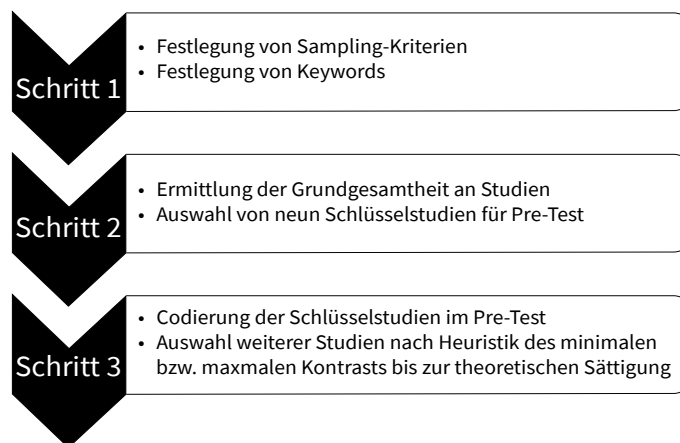 Schritt 1
• Festlegung von Sampling-Kriterien
• Festlegung von Keywords
Schritt 2
• Ermittlung der Grundgesamtheit an Studien
• Auswahl von neun Schlüsselstudien für Pre-Test
Schritt 3
• Codierung der Schlüsselstudien im Pre-Test
• Auswahl weiterer Studien nach Heuristik des minimalen
bzw. maxmalen Kontrasts bis zur theoretischen Sättigung